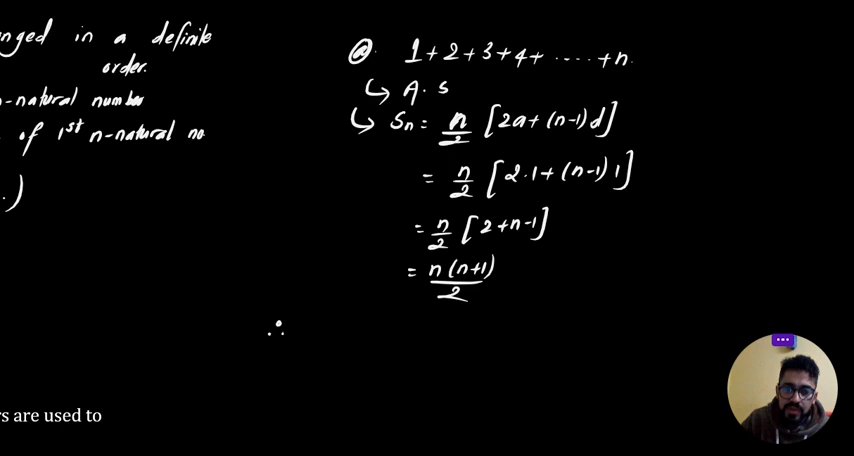 nged in a definite
order.
n-natural number
of 1st n-natural no
.)
rs are used to
ⓐ 1+2+3+4+.....+n.
↳ A.S
↳ Sn = n/2 [2a+(n-1)d]
= n/2 [2.1+(n-1)1]
= n/2 [2+n-1]
= n(n+1)/2
∴